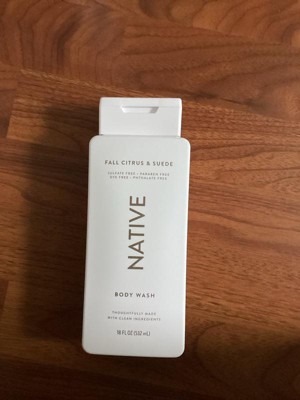 FALL CITRUS & SUEDE
SULFATE FREE • PARABEN FREE
DYE FREE • PHTHALATE FREE
NATIVE
BODY WASH
THOUGHTFULLY MADE
WITH CLEAN INGREDIENTS
18 FL OZ (532 mL)